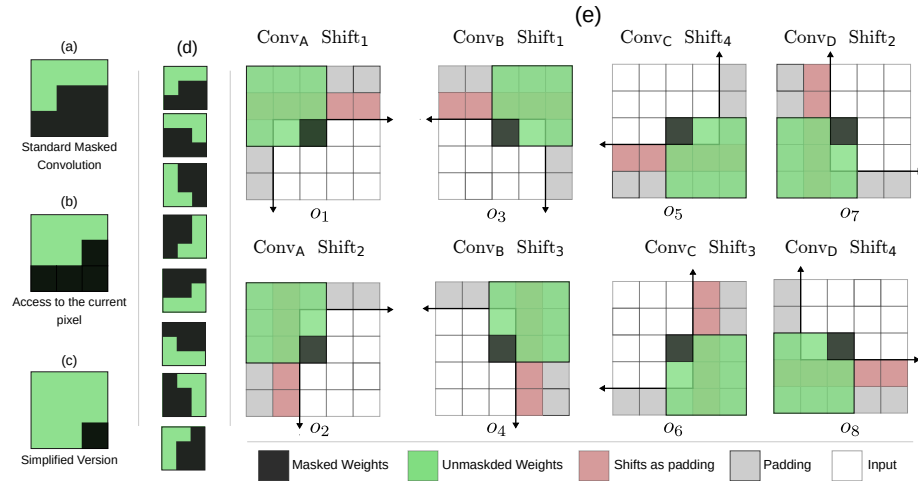 (e)
(a)
(d)
Conv_A Shift_1
Conv_B Shift_1
Conv_C Shift_4
Conv_D Shift_2
Standard Masked
Convolution
(b)
o_1
o_3
o_5
o_7
Access to the current
pixel
Conv_A Shift_2
Conv_B Shift_3
Conv_C Shift_3
Conv_D Shift_4
(c)
Simplified Version
o_2
o_4
o_6
o_8
Masked Weights
Unmaskded Weights
Shifts as padding
Padding
Input